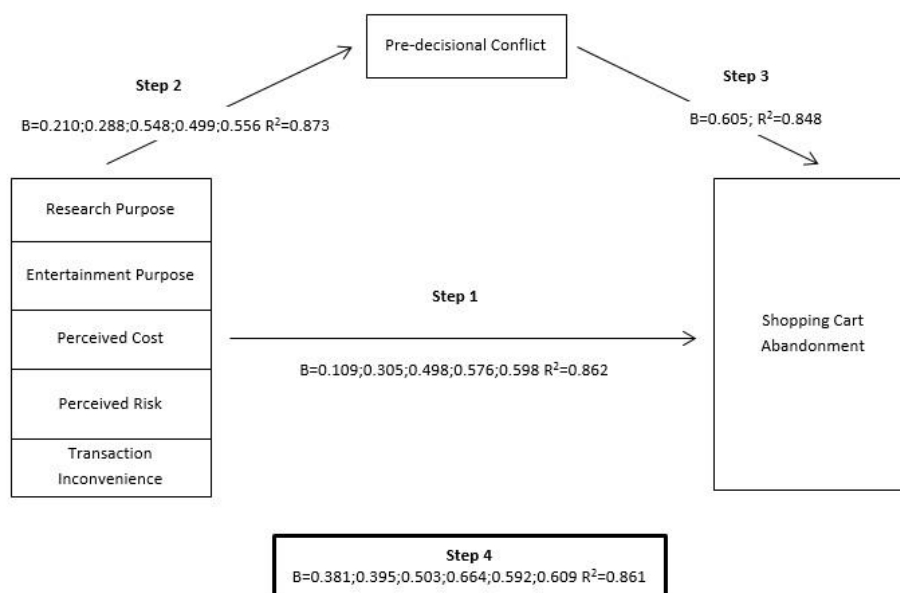 Pre-decisional Conflict
Step 2
B=0.210;0.288;0.548;0.499;0.556 R²=0.873
Step 3
B=0.605; R²=0.848
Research Purpose
Entertainment Purpose
Perceived Cost
Perceived Risk
Transaction
Inconvenience
Step 1
B=0.109;0.305;0.498;0.576;0.598 R²=0.862
Shopping Cart
Abandonment
Step 4
B=0.381;0.395;0.503;0.664;0.592;0.609 R²=0.861